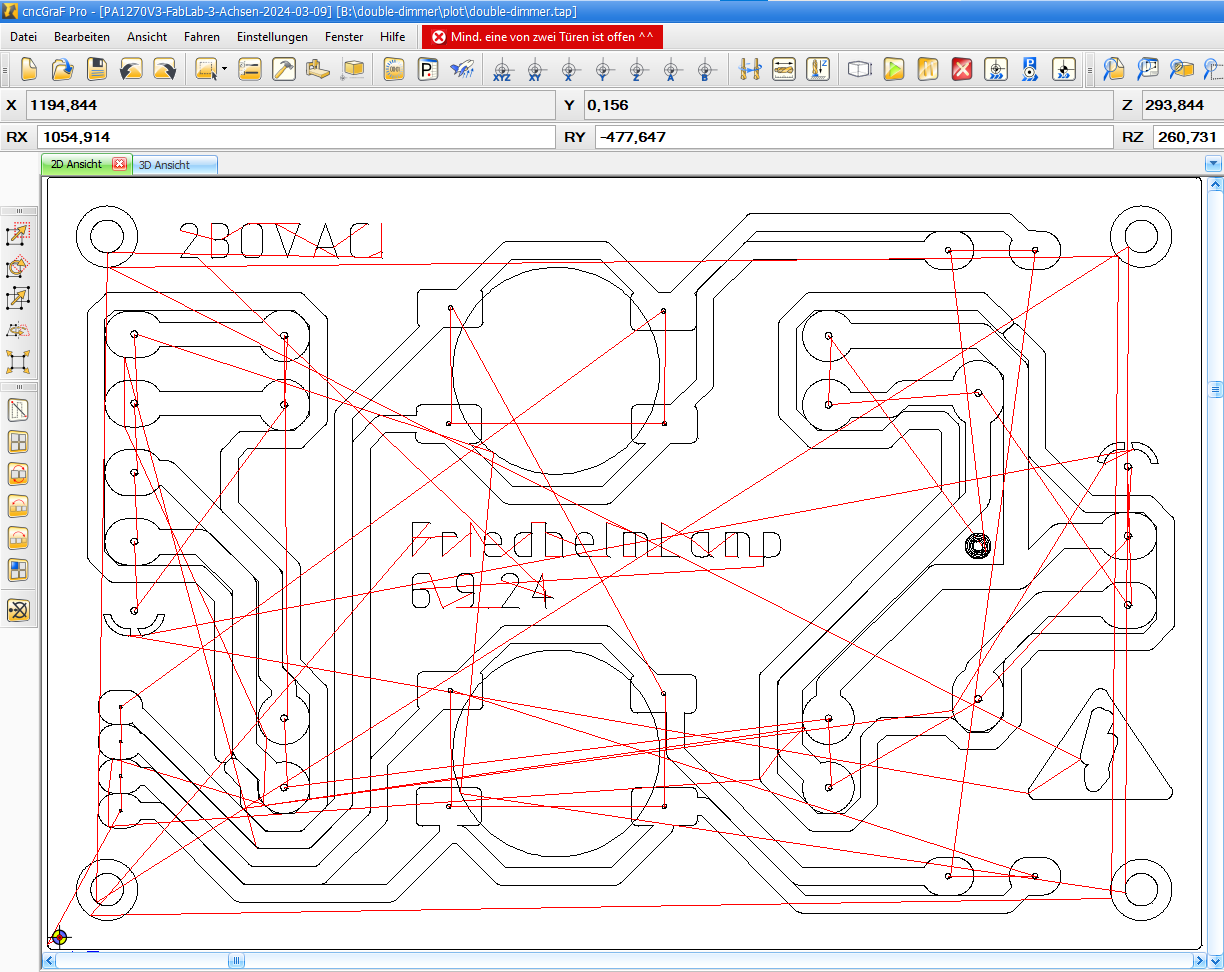 cncGraF Pro - [PA1270V3-FabLab-3-Achsen-2024-03-09] [B:\double-dimmer\plot\double-dimmer.tap]
Datei Bearbeiten Ansicht Fahren Einstellungen Fenster Hilfe Mind. eine von zwei Türen ist offen ^^
P XYZ XY X Y Z A B Z P
X 1194,844 Y 0,156 Z 293,844
RX 1054,914 RY -477,647 RZ 260,731
2D Ansicht 3D Ansicht
6.9.24